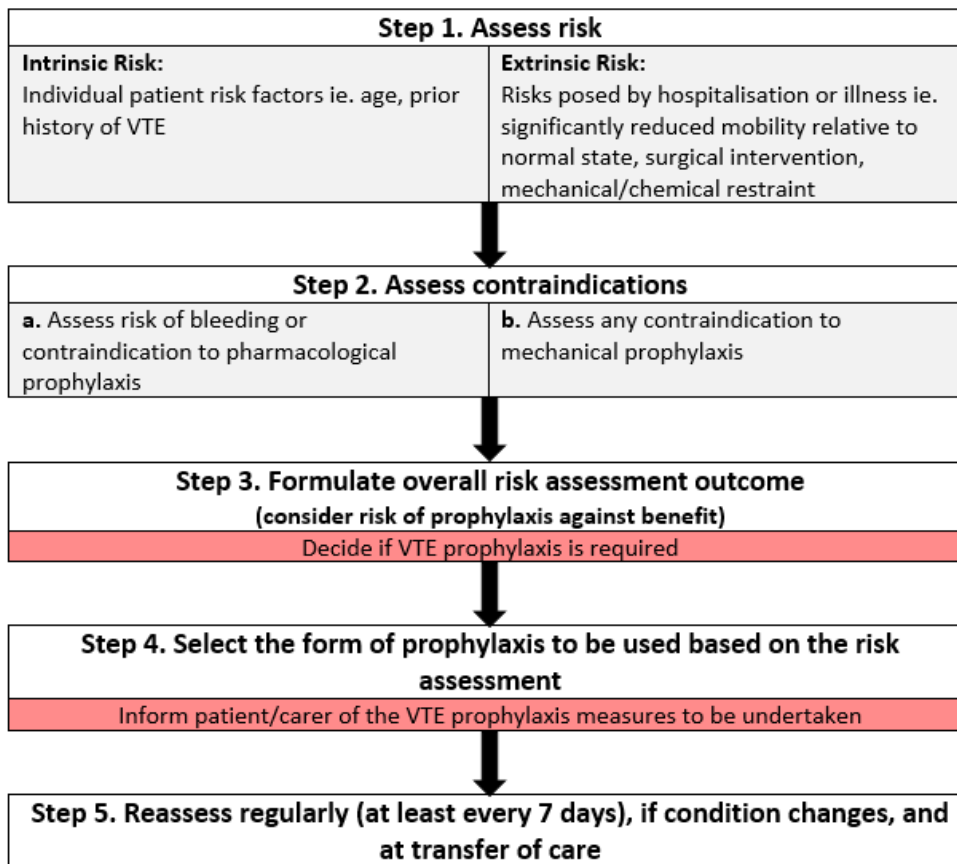 Step 1. Assess risk
Intrinsic Risk:
Individual patient risk factors ie. age, prior
history of VTE
Extrinsic Risk:
Risks posed by hospitalisation or illness ie.
significantly reduced mobility relative to
normal state, surgical intervention,
mechanical/chemical restraint
Step 2. Assess contraindications
a. Assess risk of bleeding or
contraindication to pharmacological
prophylaxis
b. Assess any contraindication to
mechanical prophylaxis
Step 3. Formulate overall risk assessment outcome
(consider risk of prophylaxis against benefit)
Decide if VTE prophylaxis is required
Step 4. Select the form of prophylaxis to be used based on the risk
assessment
Inform patient/carer of the VTE prophylaxis measures to be undertaken
Step 5. Reassess regularly (at least every 7 days), if condition changes, and
at transfer of care